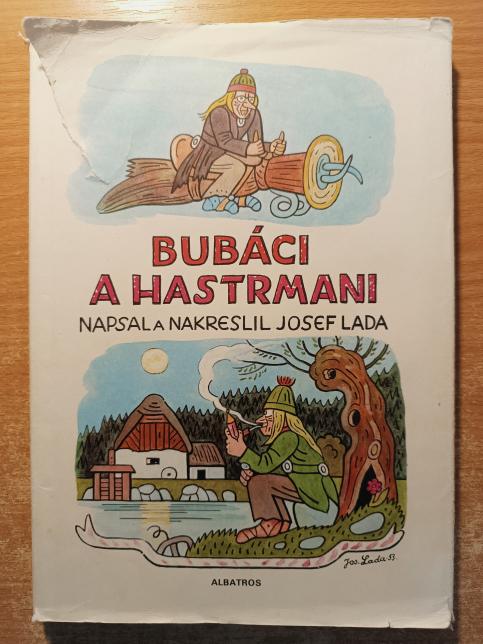 BUBÁCI
A HASTRMANI
NAPSAL A NAKRESLIL JOSEF LADA
Jos. Lada 53.
ALBATROS